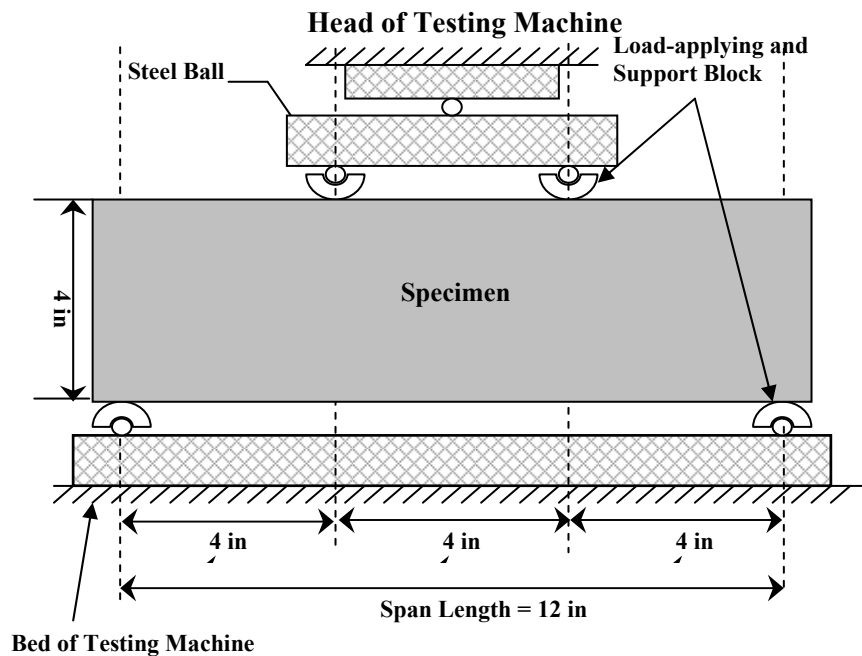 Head of Testing Machine
Load-applying and
Support Block
Steel Ball
4 in
Specimen
4 in
4 in
4 in
Span Length = 12 in
Bed of Testing Machine